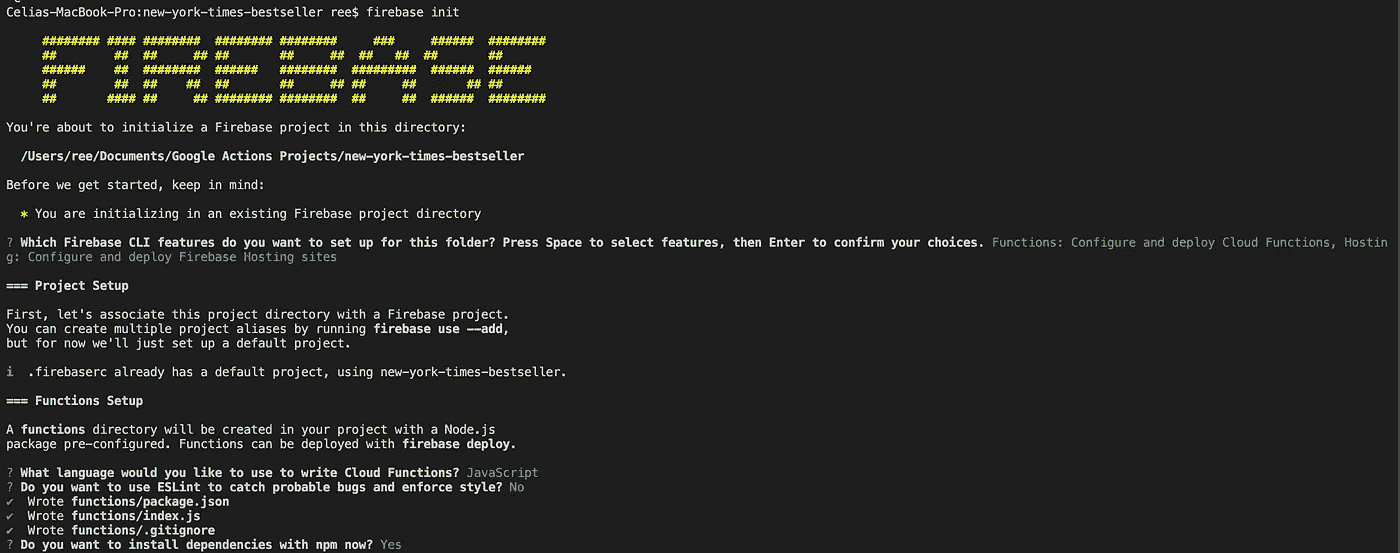 Celias-MacBook-Pro:new-york-times-bestseller ree$ firebase init
######## #### ######## ######## ######## ### ###### ########
## ## ## ## ## ## ## ## ## ## ##
###### ## ######## ###### ######## ######### ###### ######
## ## ## ## ## ## ## ## ## ## ##
## #### ## ## ######## ######## ## ## ###### ########
You're about to initialize a Firebase project in this directory:
/Users/ree/Documents/Google Actions Projects/new-york-times-bestseller
Before we get started, keep in mind:
* You are initializing in an existing Firebase project directory
? Which Firebase CLI features do you want to set up for this folder? Press Space to select features, then Enter to confirm your choices. Functions: Configure and deploy Cloud Functions, Hostin
g: Configure and deploy Firebase Hosting sites
=== Project Setup
First, let's associate this project directory with a Firebase project.
You can create multiple project aliases by running firebase use --add,
but for now we'll just set up a default project.
i .firebaserc already has a default project, using new-york-times-bestseller.
=== Functions Setup
A functions directory will be created in your project with a Node.js
package pre-configured. Functions can be deployed with firebase deploy.
? What language would you like to use to write Cloud Functions? JavaScript
? Do you want to use ESLint to catch probable bugs and enforce style? No
✔ Wrote functions/package.json
✔ Wrote functions/index.js
✔ Wrote functions/.gitignore
? Do you want to install dependencies with npm now? Yes